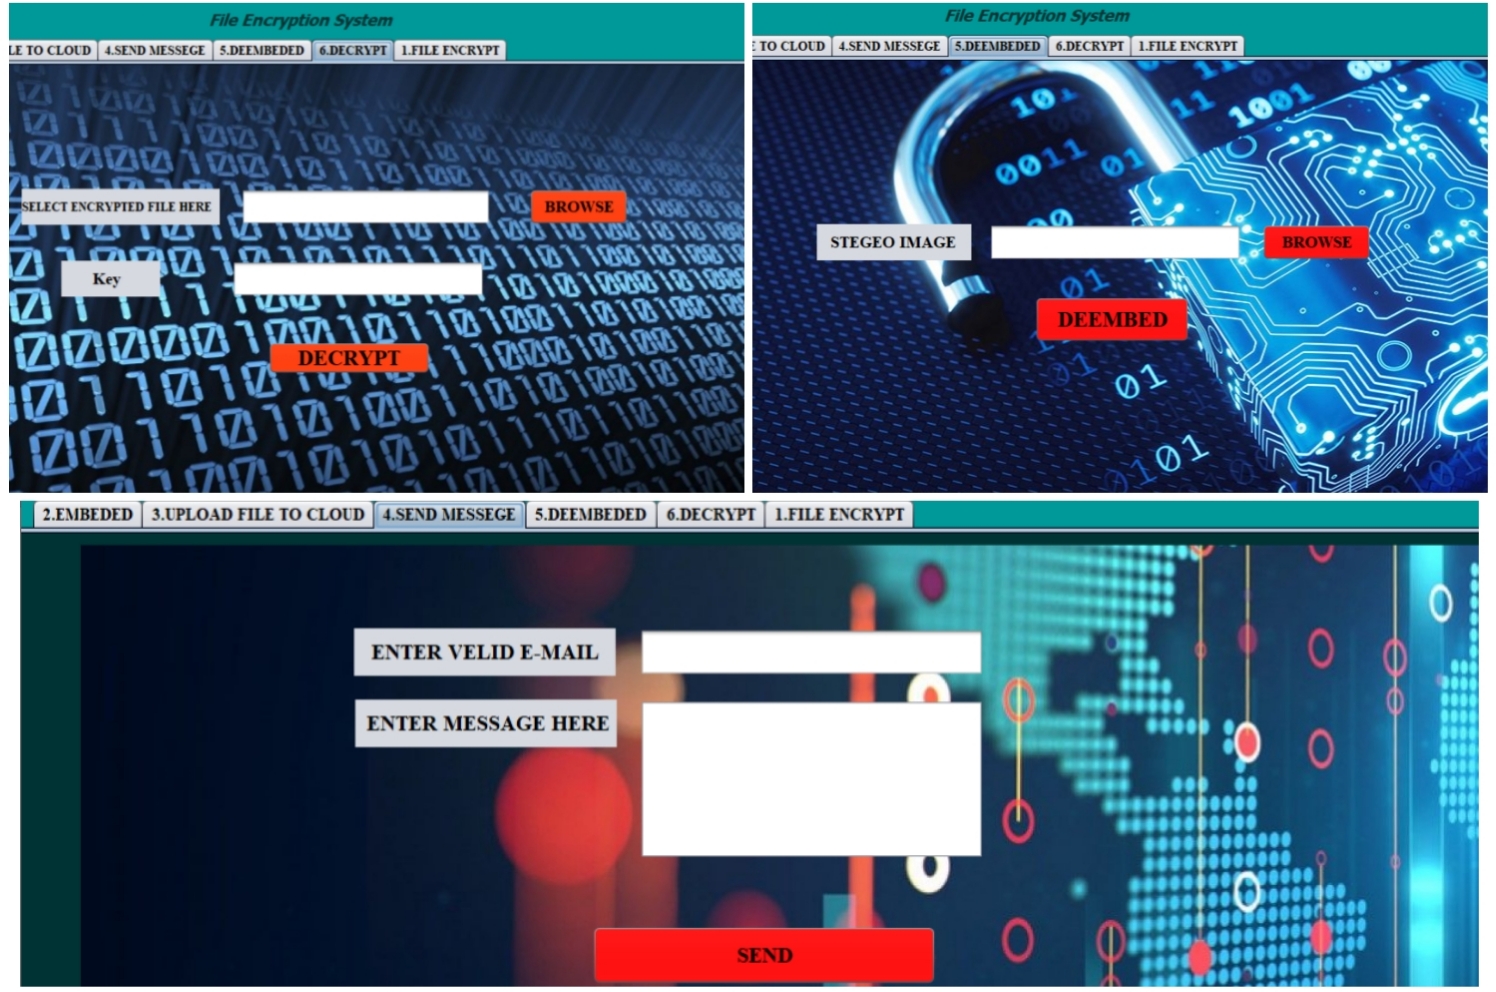 File Encryption System
LE TO CLOUD 4.SEND MESSEGE 5.DEEMBEDED 6.DECRYPT 1.FILE ENCRYPT
SELECT ENCRYPTED FILE HERE BROWSE
Key
DECRYPT
File Encryption System
TO CLOUD 4.SEND MESSEGE 5.DEEMBEDED 6.DECRYPT 1.FILE ENCRYPT
STEGEO IMAGE BROWSE
DEEMBED
2.EMBEDED 3.UPLOAD FILE TO CLOUD 4.SEND MESSEGE 5.DEEMBEDED 6.DECRYPT 1.FILE ENCRYPT
ENTER VELID E-MAIL
ENTER MESSAGE HERE
SEND